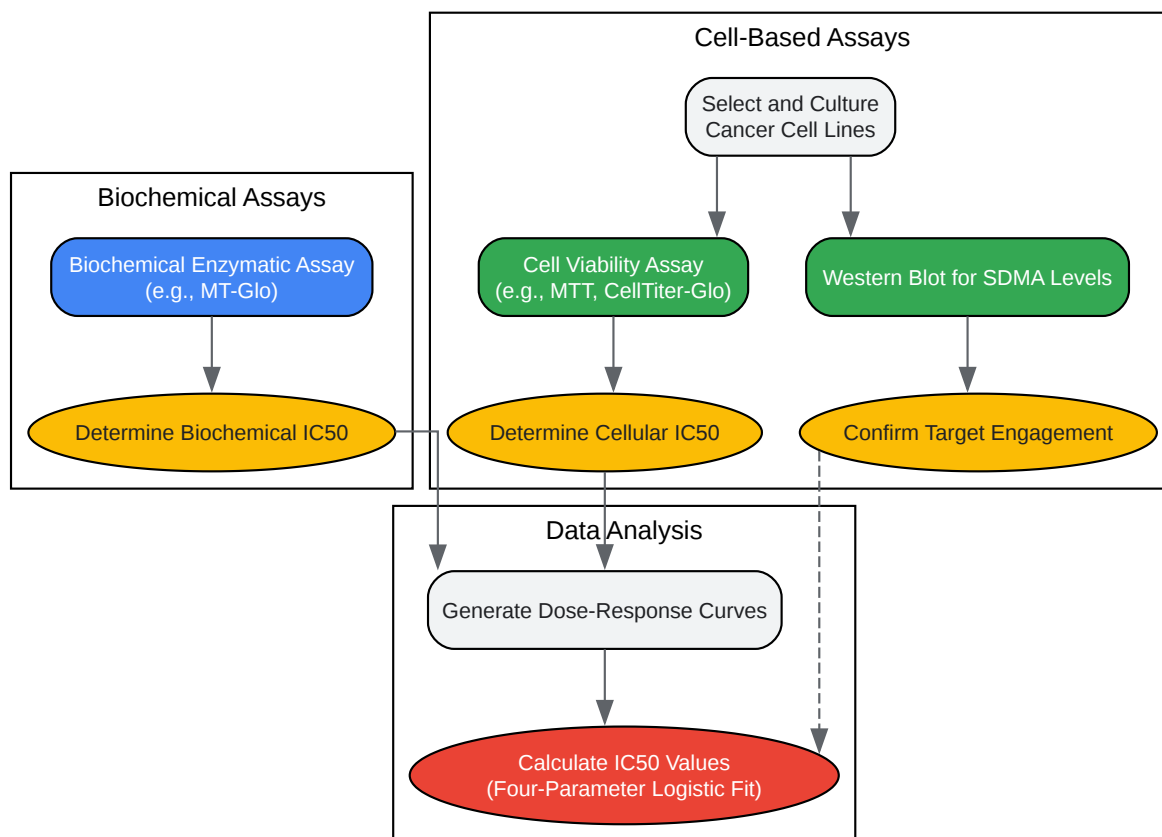 Cell-Based Assays
Select and Culture
Cancer Cell Lines
Biochemical Assays
Biochemical Enzymatic Assay
(e.g., MT-Glo)
Cell Viability Assay
(e.g., MTT, CellTiter-Glo)
Western Blot for SDMA Levels
Determine Biochemical IC50
Determine Cellular IC50
Confirm Target Engagement
Data Analysis
Generate Dose-Response Curves
Calculate IC50 Values
(Four-Parameter Logistic Fit)